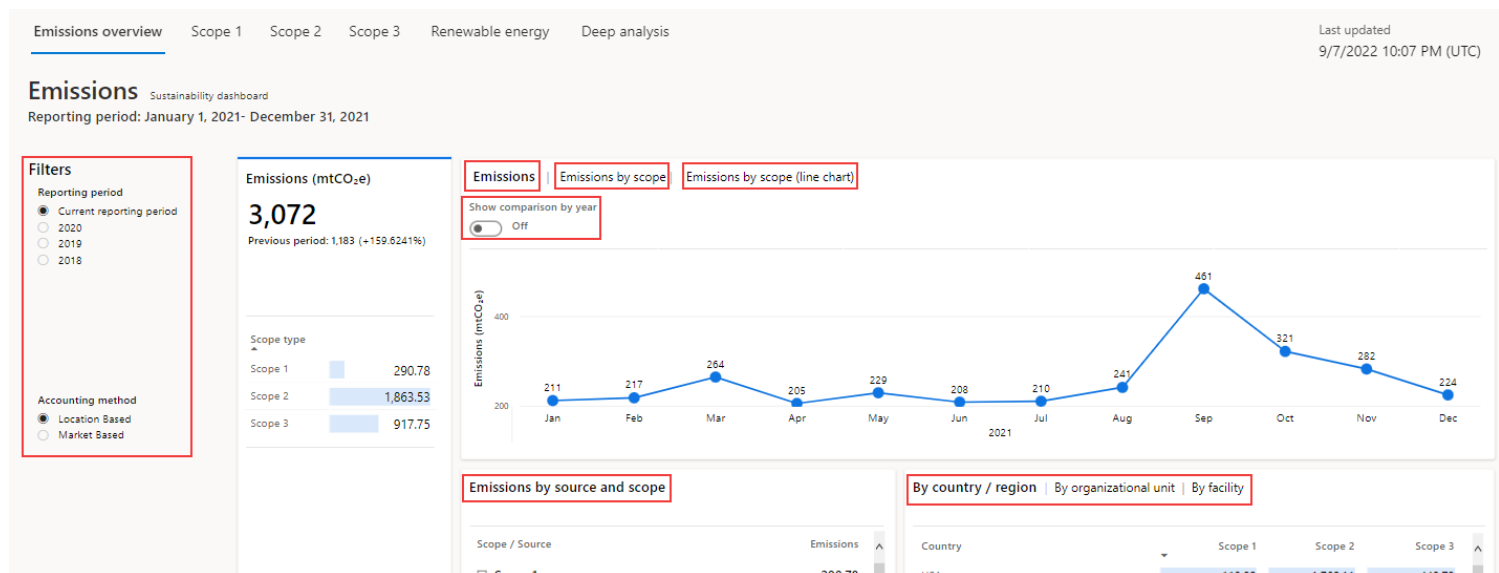 Emissions overview Scope 1 Scope 2 Scope 3 Renewable energy Deep analysis
Last updated
9/7/2022 10:07 PM (UTC)
Emissions Sustainability dashboard
Reporting period: January 1, 2021- December 31, 2021
Filters
Reporting period
Current reporting period
2020
2019
2018
Accounting method
Location Based
Market Based
Emissions (mtCO₂e)
3,072
Previous period: 1,183 (+159.6241%)
Scope type
Scope 1 290.78
Scope 2 1,863.53
Scope 3 917.75
Emissions | Emissions by scope | Emissions by scope (line chart)
Show comparison by year
Off
Emissions (mtCO₂e)
400
200
211 217 264 205 229 208 210 241 461 321 282 224
Jan Feb Mar Apr May Jun Jul Aug Sep Oct Nov Dec
2021
Emissions by source and scope
Scope / Source Emissions
By country / region | By organizational unit | By facility
Country Scope 1 Scope 2 Scope 3